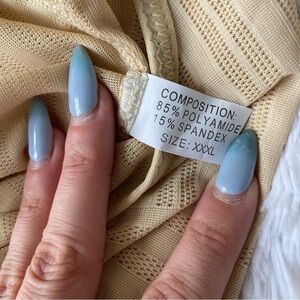 COMPOSITION:
85% POLYAMIDE
15% SPANDEX
SIZE: XXXL